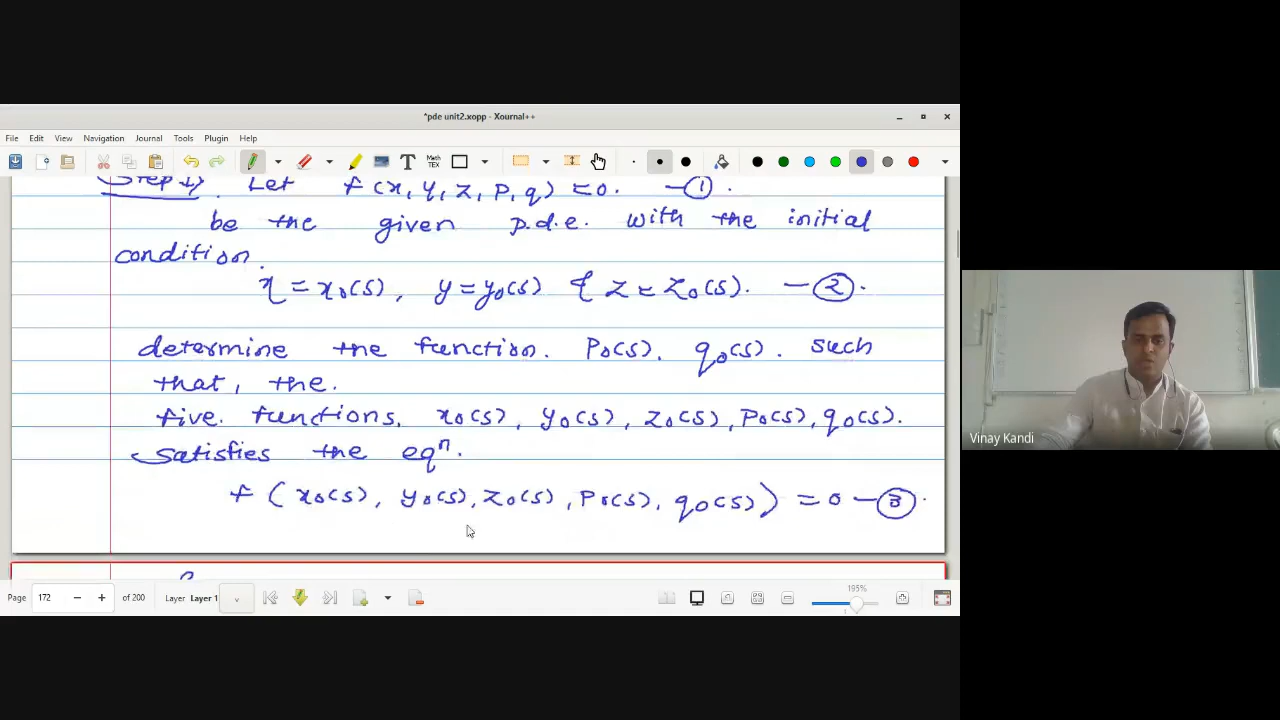 *pde unit2.xopp - Xournal++
File Edit View Navigation Journal Tools Plugin Help
Step 1) Let f(x, y, z, p, q) = 0. —①.
be the given p.d.e. with the initial
condition.
x = x₀(s), y = y₀(s) & z = z₀(s). —②.
determine the function. p₀(s). q₀(s). such
that, the.
five functions, x₀(s), y₀(s), z₀(s), p₀(s), q₀(s).
satisfies the eqⁿ.
f (x₀(s), y₀(s), z₀(s), p₀(s), q₀(s)) = 0 —③.
Page 172 of 200 Layer Layer 1 195%
Vinay Kandi